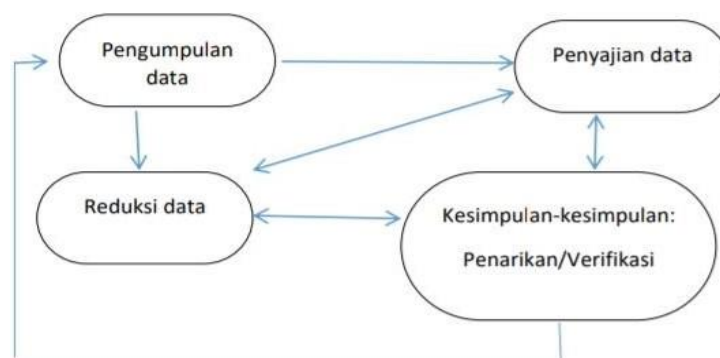 Pengumpulan
data
Penyajian data
Reduksi data
Kesimpulan-kesimpulan:
Penarikan/Verifikasi